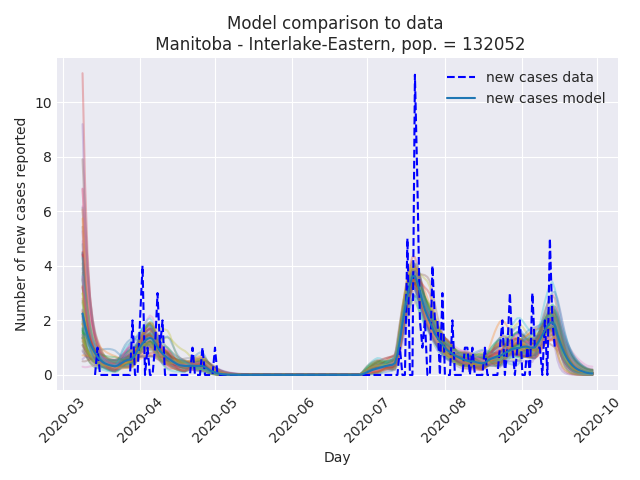 Model comparison to data
Manitoba - Interlake-Eastern, pop. = 132052
new cases data
new cases model
Number of new cases reported
10
8
6
4
2
0
2020-03
2020-04
2020-05
2020-06
2020-07
2020-08
2020-09
2020-10
Day